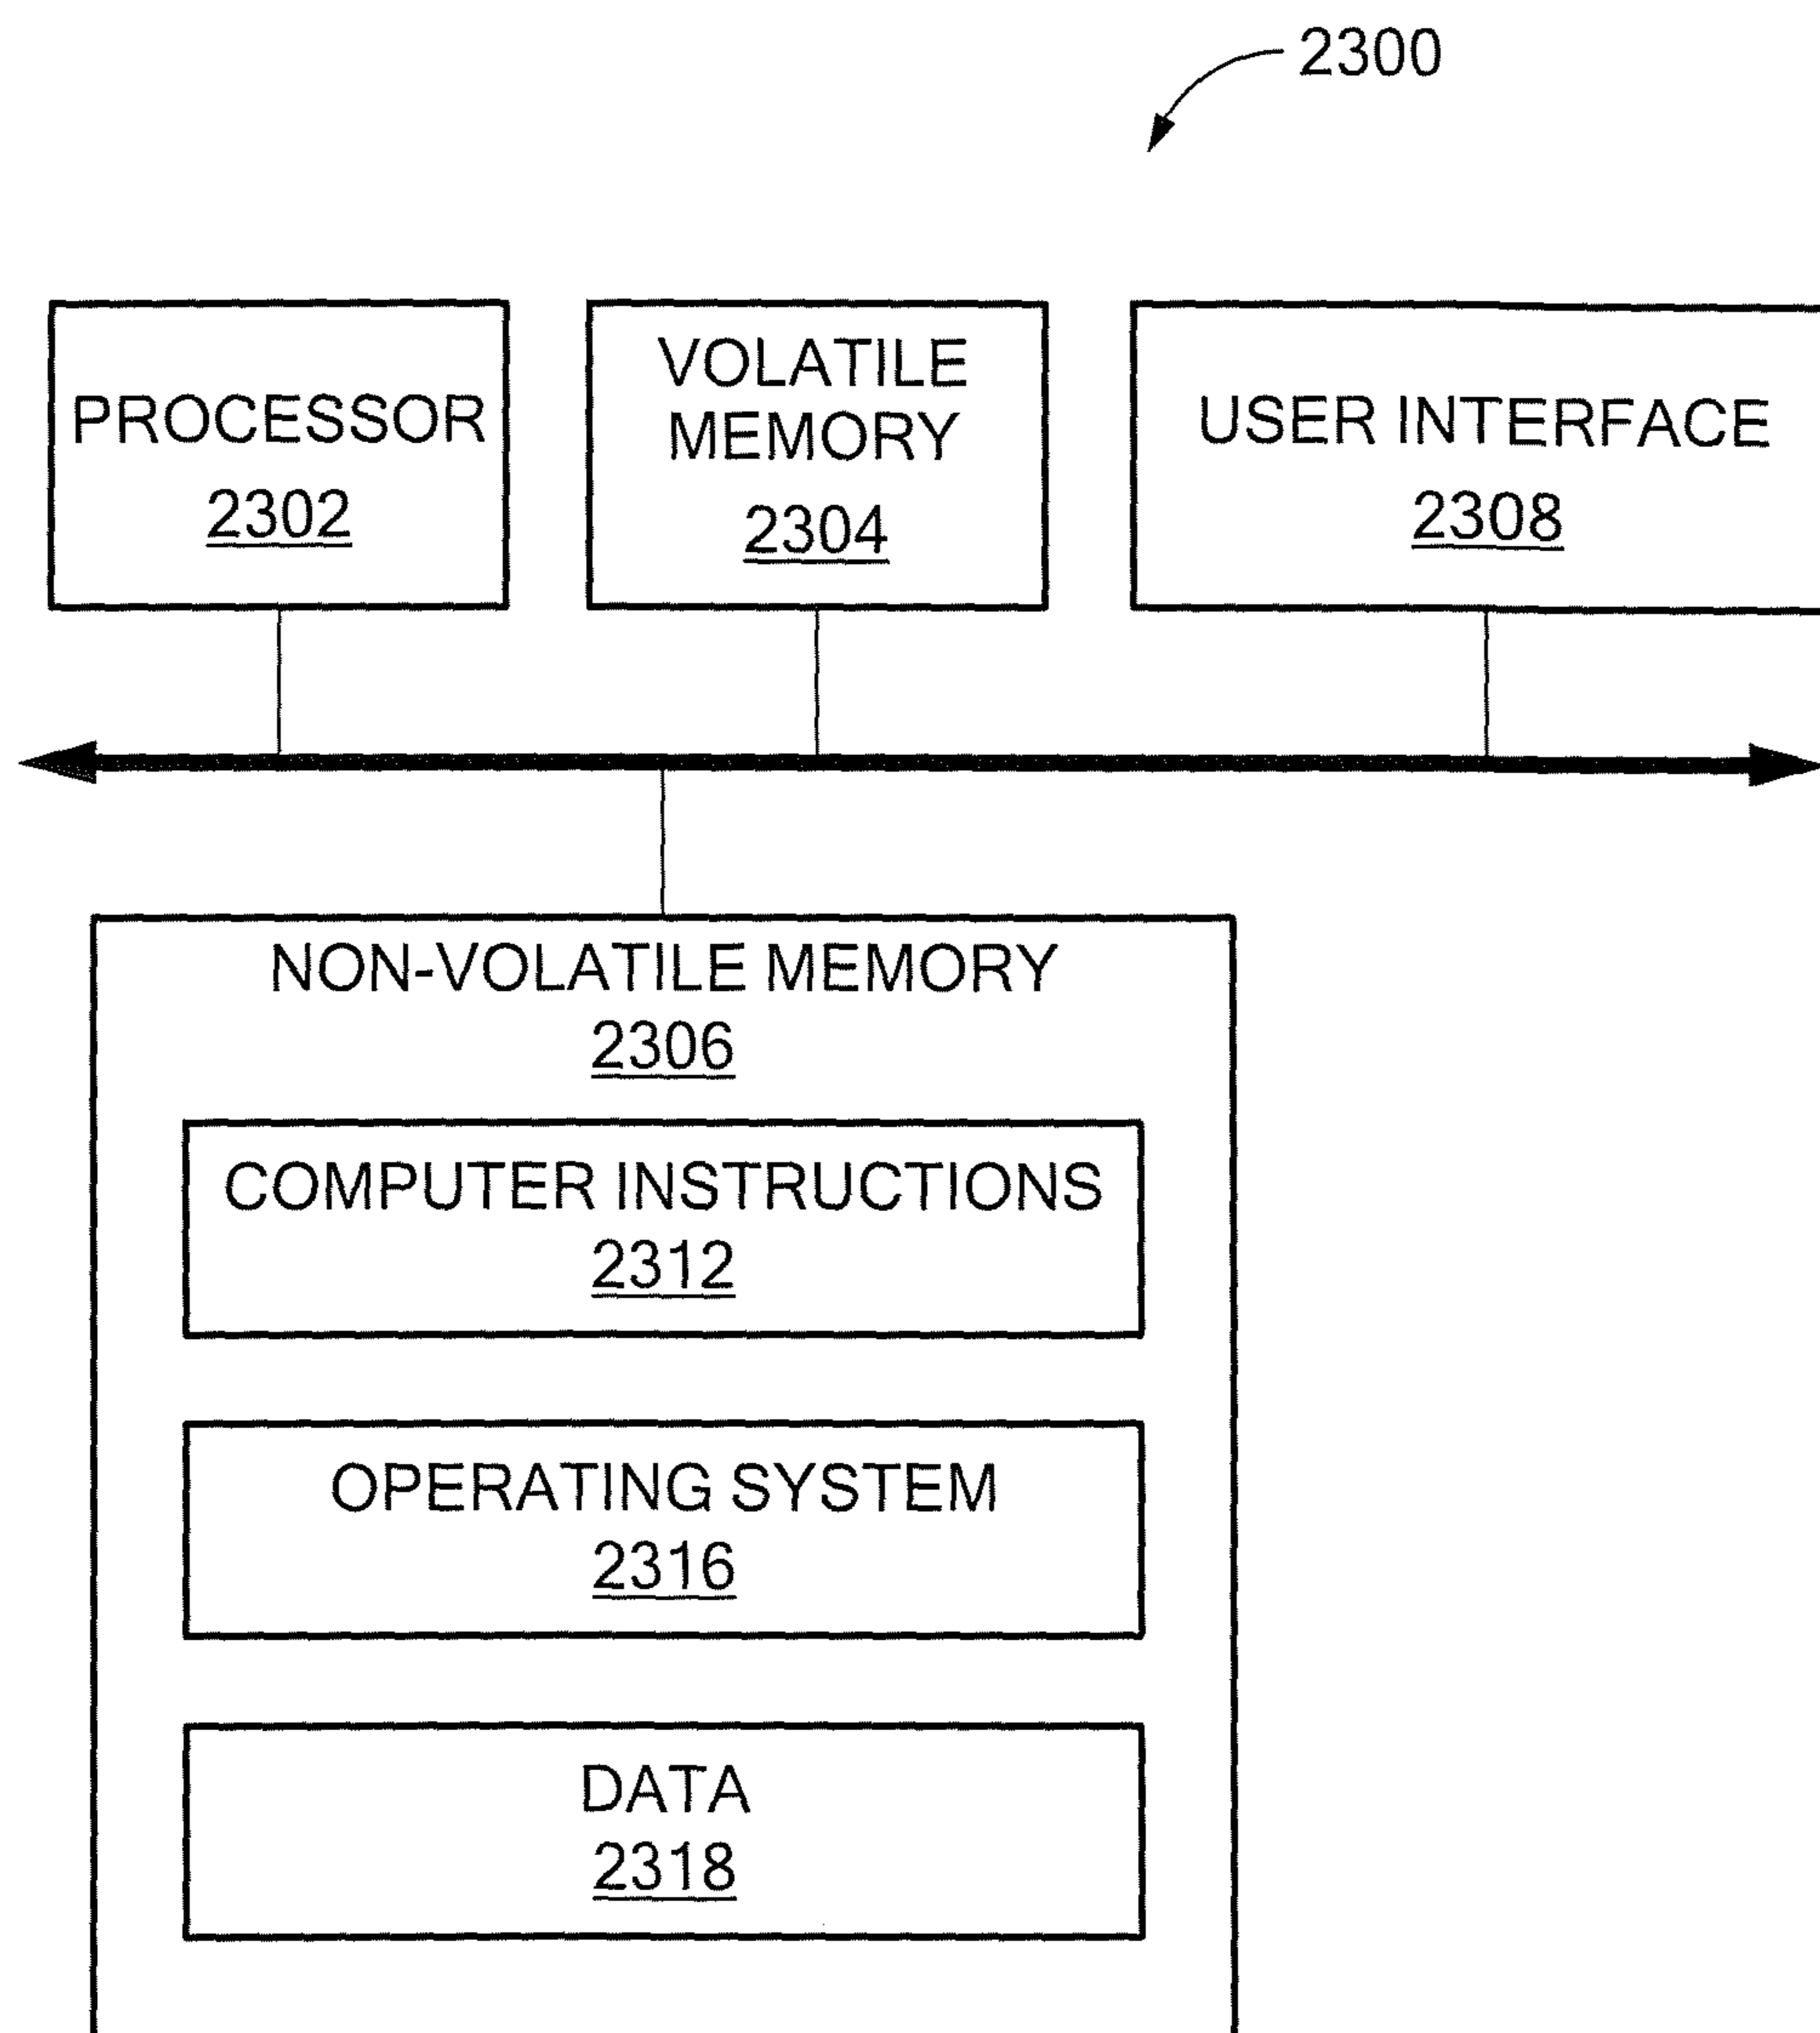 2300
PROCESSOR
2302
VOLATILE
MEMORY
2304
USER INTERFACE
2308
NON-VOLATILE MEMORY
2306
COMPUTER INSTRUCTIONS
2312
OPERATING SYSTEM
2316
DATA
2318